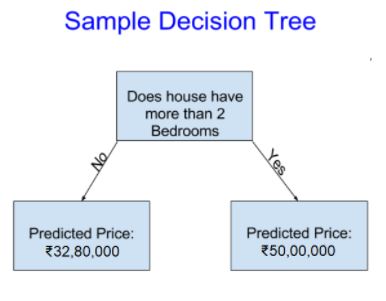 Sample Decision Tree
Does house have
more than 2
Bedrooms
No
Yes
Predicted Price:
₹32,80,000
Predicted Price:
₹50,00,000